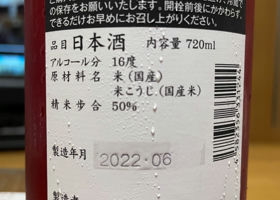 の保存をお願いいたします。開栓前後にかかわらず、
できるだけお早めにお召し上がりください。
品目 日本酒 内容量 720ml
アルコール分 16度
原材料名 米(国産)
米こうじ(国産米)
精米歩合 50%
製造年月 2022.06